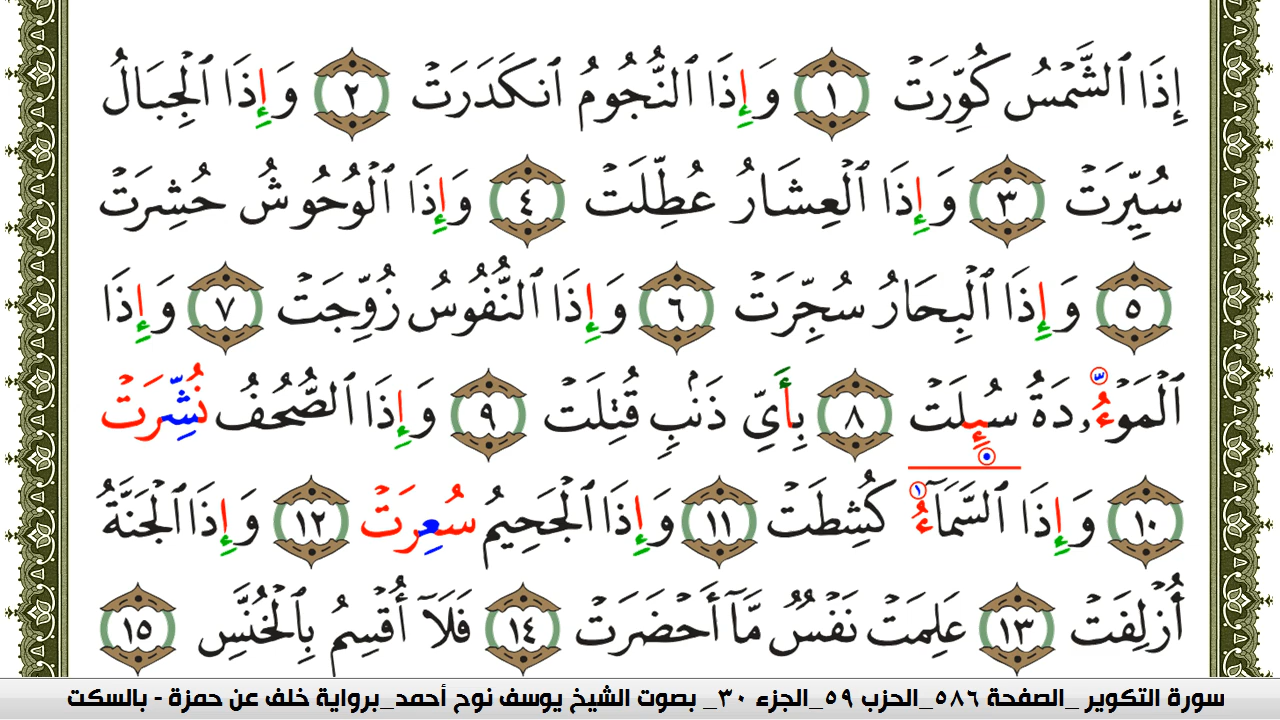 إِذَا ٱلشَّمْسُ كُوِّرَتْ ١ وَإِذَا ٱلنُّجُومُ ٱنكَدَرَتْ ٢ وَإِذَا ٱلْجِبَالُ
سُيِّرَتْ ٣ وَإِذَا ٱلْعِشَارُ عُطِّلَتْ ٤ وَإِذَا ٱلْوُحُوشُ حُشِرَتْ
٥ وَإِذَا ٱلْبِحَارُ سُجِّرَتْ ٦ وَإِذَا ٱلنُّفُوسُ زُوِّجَتْ ٧ وَإِذَا
ٱلْمَوْءُۥدَةُ سُئِلَتْ ٨ بِأَيِّ ذَنۢبٍ قُتِلَتْ ٩ وَإِذَا ٱلصُّحُفُ نُشِّرَتْ
١٠ وَإِذَا ٱلسَّمَآءُ كُشِطَتْ ١١ وَإِذَا ٱلْجَحِيمُ سُعِرَتْ ١٢ وَإِذَا ٱلْجَنَّةُ
أُزْلِفَتْ ١٣ عَلِمَتْ نَفْسٌ مَّآ أَحْضَرَتْ ١٤ فَلَآ أُقْسِمُ بِٱلْخُنَّسِ ١٥
سورة التكوير _الصفحة ٥٨٦_الحزب ٥٩_الجزء ٣٠_ بصوت الشيخ يوسف نوح أحمد_برواية خلف عن حمزة - بالسكت